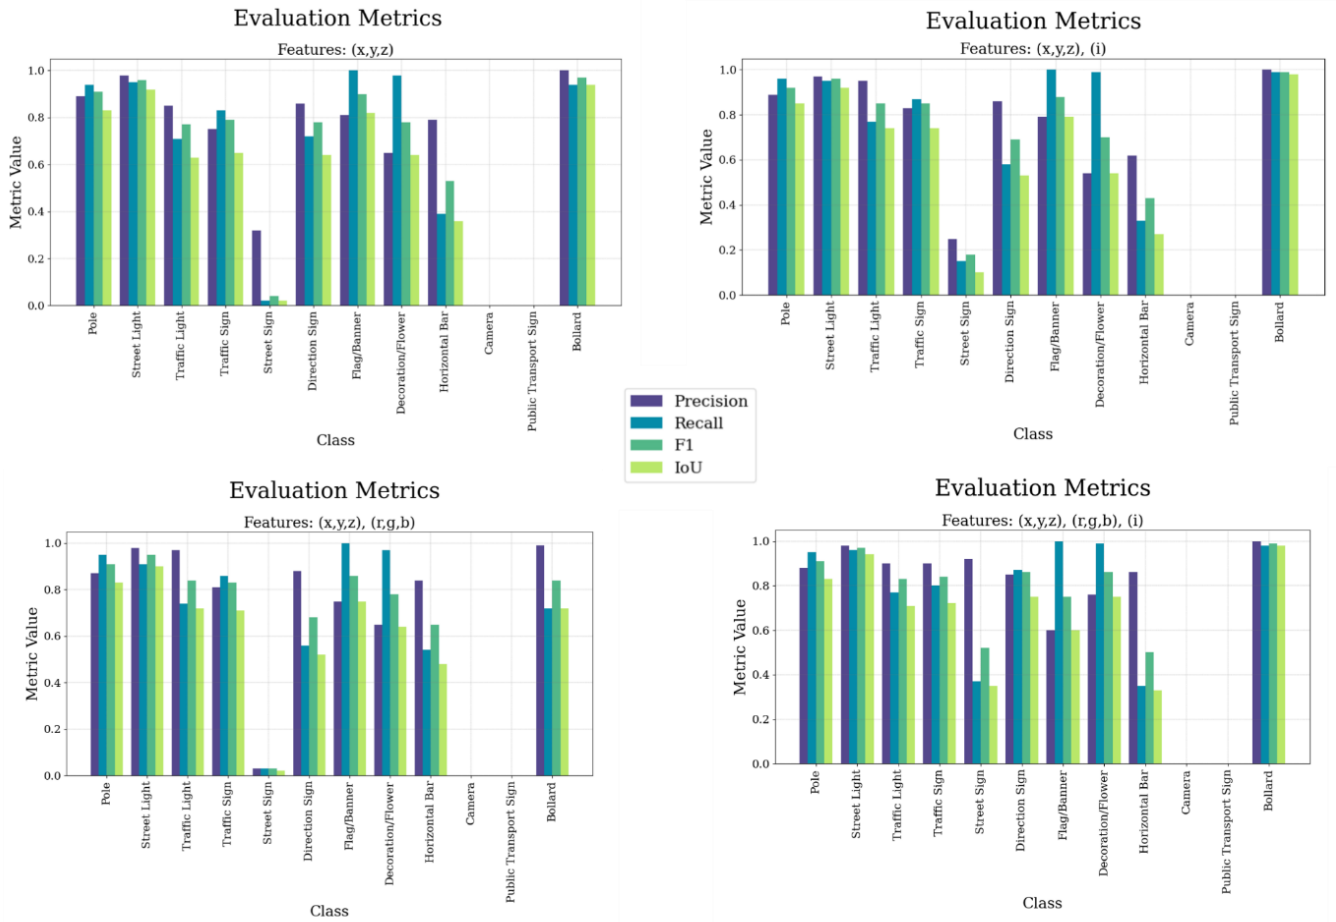 Evaluation Metrics
Features: (x,y,z)
Metric Value
1.0
0.8
0.6
0.4
0.2
0.0
Pole
Street Light
Traffic Light
Traffic Sign
Street Sign
Direction Sign
Flag/Banner
Decoration/Flower
Horizontal Bar
Camera
Public Transport Sign
Bollard
Class
Evaluation Metrics
Features: (x,y,z), (i)
Metric Value
1.0
0.8
0.6
0.4
0.2
0.0
Pole
Street Light
Traffic Light
Traffic Sign
Street Sign
Direction Sign
Flag/Banner
Decoration/Flower
Horizontal Bar
Camera
Public Transport Sign
Bollard
Class
Precision
Recall
F1
IoU
Evaluation Metrics
Features: (x,y,z), (r,g,b)
Metric Value
1.0
0.8
0.6
0.4
0.2
0.0
Pole
Street Light
Traffic Light
Traffic Sign
Street Sign
Direction Sign
Flag/Banner
Decoration/Flower
Horizontal Bar
Camera
Public Transport Sign
Bollard
Class
Evaluation Metrics
Features: (x,y,z), (r,g,b), (i)
Metric Value
1.0
0.8
0.6
0.4
0.2
0.0
Pole
Street Light
Traffic Light
Traffic Sign
Street Sign
Direction Sign
Flag/Banner
Decoration/Flower
Horizontal Bar
Camera
Public Transport Sign
Bollard
Class